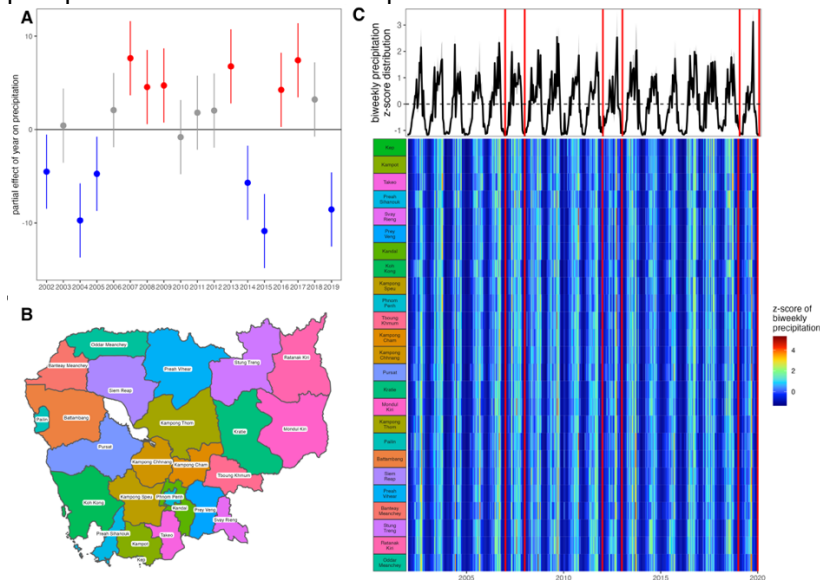 A
10
0
-10
partial effect of year on precipitation
2002 2003 2004 2005 2006 2007 2008 2009 2010 2011 2012 2013 2014 2015 2016 2017 2018 2019
B
Oddar Meanchey
Banteay Meanchey
Preah Vihear
Stung Treng
Ratanak Kiri
Siem Reap
Pailin
Battambang
Kampong Thom
Kratie
Mondul Kiri
Pursat
Kampong Chhnang
Kampong Cham
Tboung Khmum
Koh Kong
Kampong Speu
Phnom Penh
Kandal
Prey Veng
Svay Rieng
Preah Sihanouk
Kampot
Takeo
Kep
C
biweekly precipitation
z-score distribution
3
2
1
0
-1
Kep
Kampot
Takeo
Preah
Sihanouk
Svay
Rieng
Prey
Veng
Kandal
Koh
Kong
Kampong
Speu
Phnom
Penh
Tboung
Khmum
Kampong
Cham
Kampong
Chhnang
Pursat
Kratie
Mondul
Kiri
Kampong
Thom
Pailin
Battambang
Siem
Reap
Preah
Vihear
Banteay
Meanchey
Stung
Treng
Ratanak
Kiri
Oddar
Meanchey
2005 2010 2015 2020
z-score of
biweekly
precipitation
4
2
0